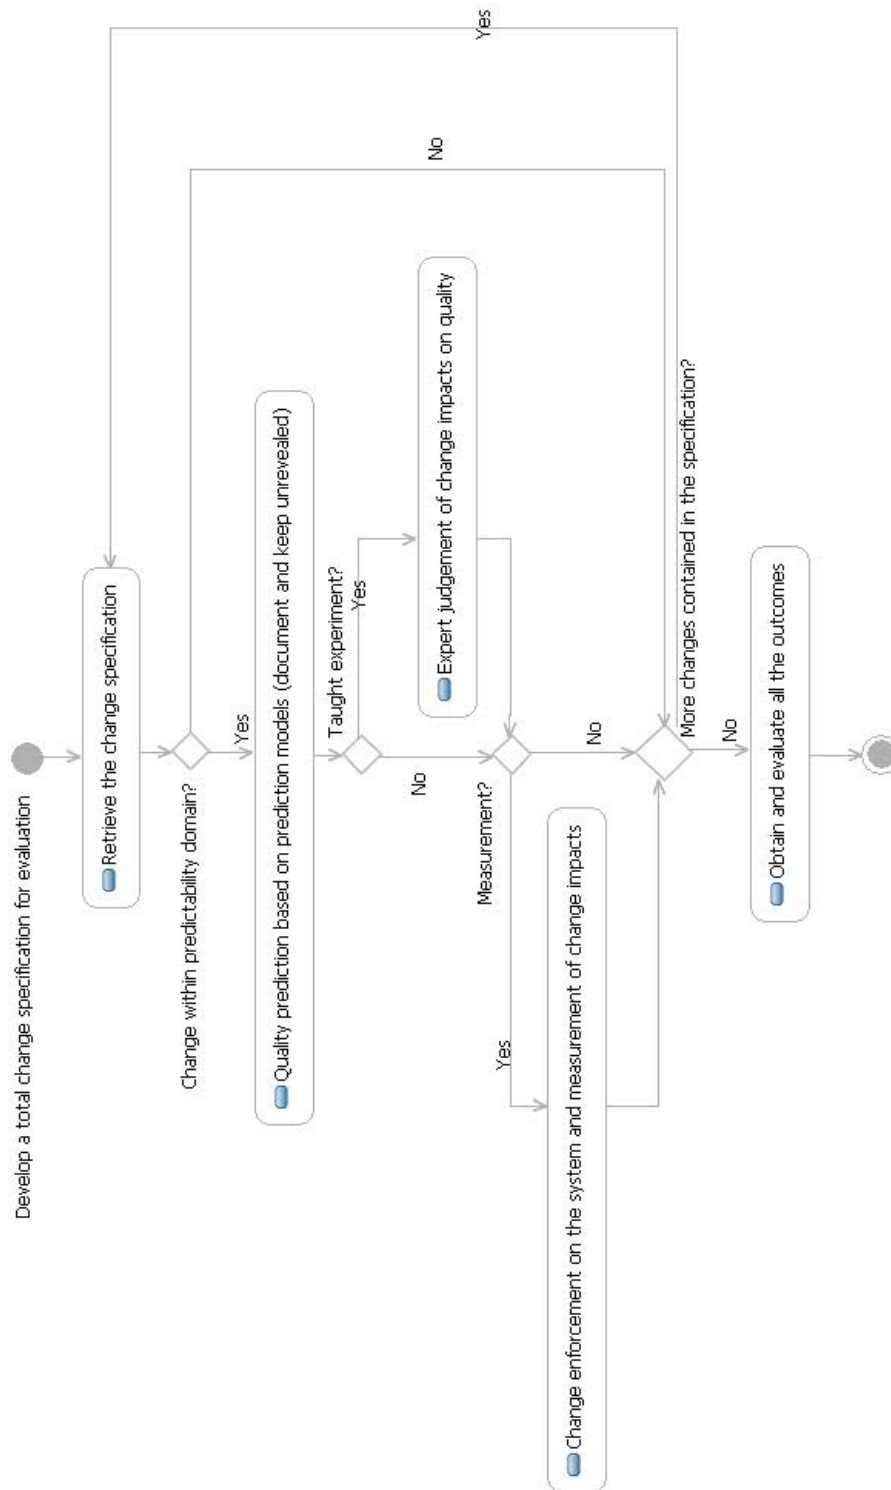 Develop a total change specification for evaluation
Retrieve the change specification
Change within predictability domain?
Yes
No
Yes
Quality prediction based on prediction models (document and keep unrevealed)
Taught experiment?
Yes
No
Expert judgement of change impacts on quality
Measurement?
Yes
No
Change enforcement on the system and measurement of change impacts
More changes contained in the specification?
No
Obtain and evaluate all the outcomes